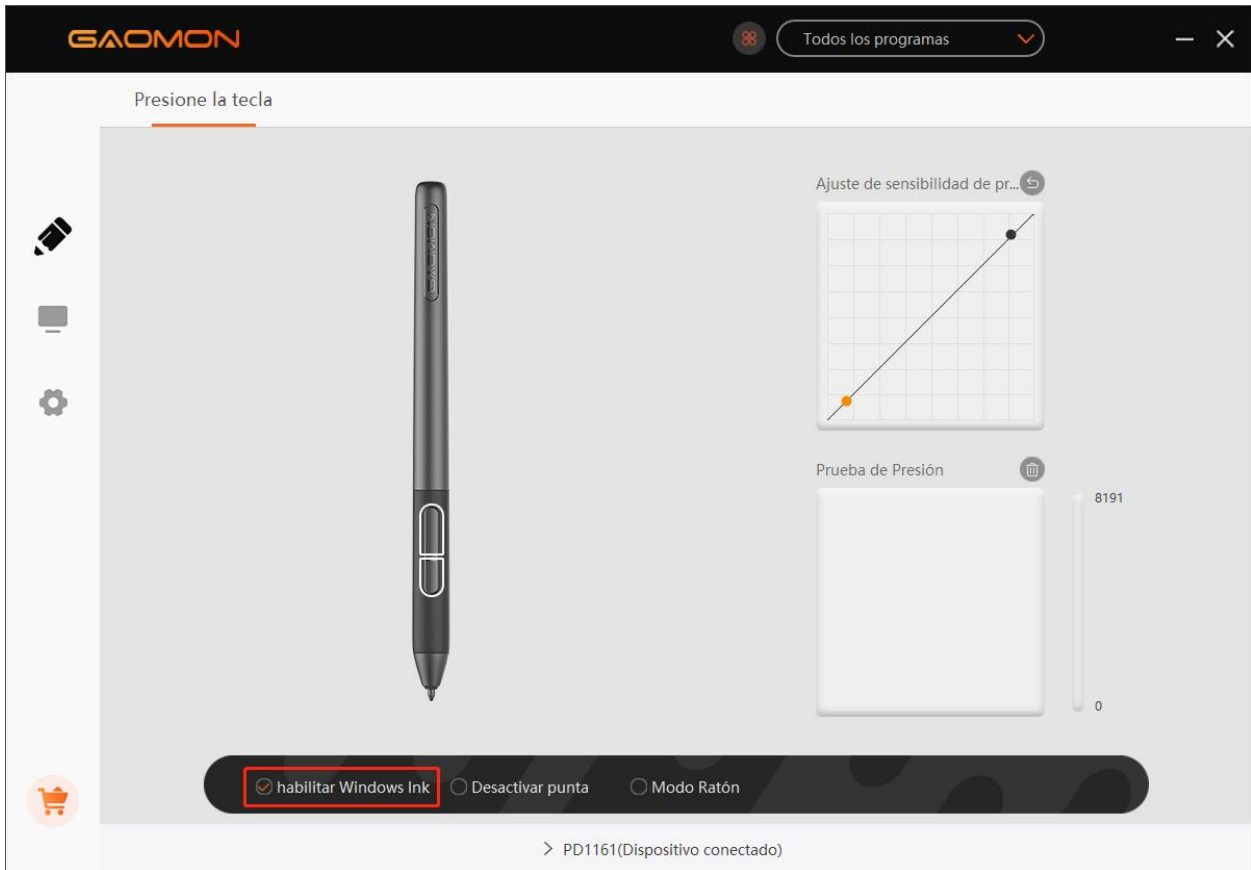 GAOMON
Todos los programas
Presione la tecla
GAOMON
Ajuste de sensibilidad de pr...
Prueba de Presión
8191
0
habilitar Windows Ink
Desactivar punta
Modo Ratón
> PD1161(Dispositivo conectado)